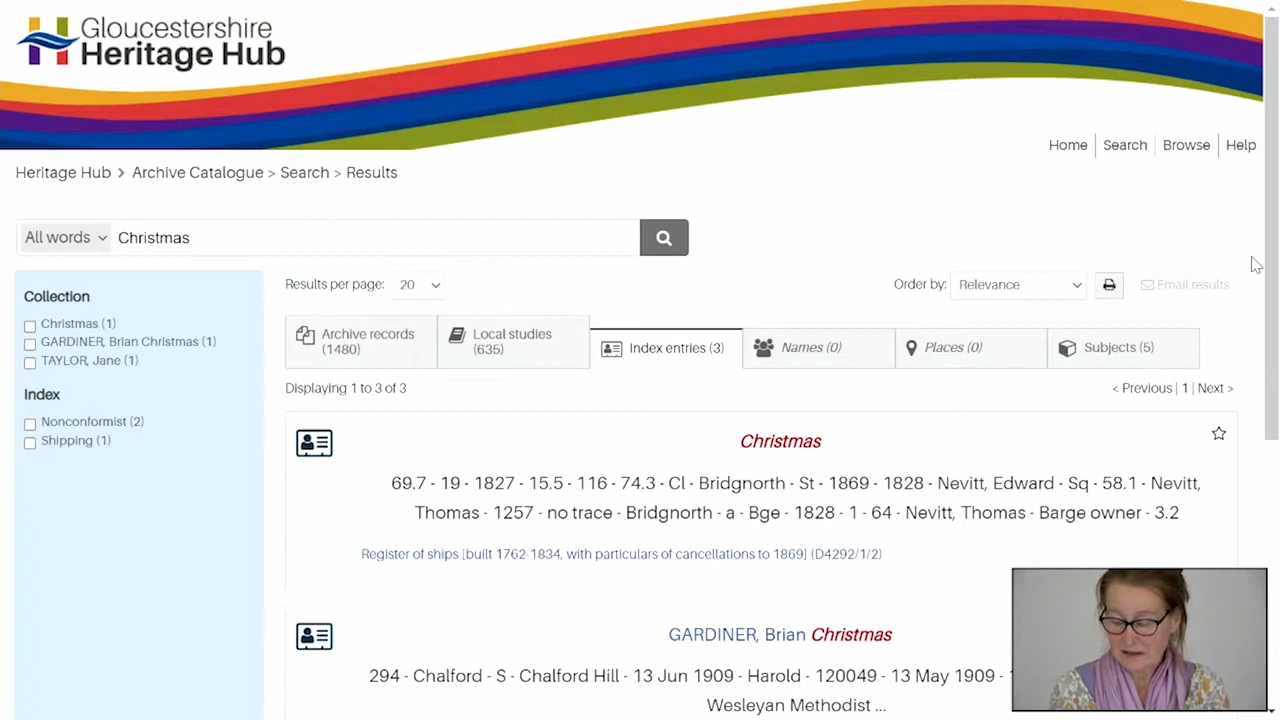 Gloucestershire
Heritage Hub
Home Search Browse Help
Heritage Hub > Archive Catalogue > Search > Results
All words Christmas
Collection
Christmas (1)
GARDINER, Brian Christmas (1)
TAYLOR, Jane (1)
Index
Nonconformist (2)
Shipping (1)
Results per page: 20
Order by: Relevance
Email results
Archive records
(1480)
Local studies
(635)
Index entries (3)
Names (0)
Places (0)
Subjects (5)
Displaying 1 to 3 of 3
< Previous | 1 | Next >
Christmas
69.7 - 19 - 1827 - 15.5 - 116 - 74.3 - Cl - Bridgnorth - St - 1869 - 1828 - Nevitt, Edward - Sq - 58.1 - Nevitt,
Thomas - 1257 - no trace - Bridgnorth - a - Bge - 1828 - 1 - 64 - Nevitt, Thomas - Barge owner - 3.2
Register of ships [built 1762-1834, with particulars of cancellations to 1869] (D4292/1/2)
GARDINER, Brian Christmas
294 - Chalford - S - Chalford Hill - 13 Jun 1909 - Harold - 120049 - 13 May 1909 -
Wesleyan Methodist ...